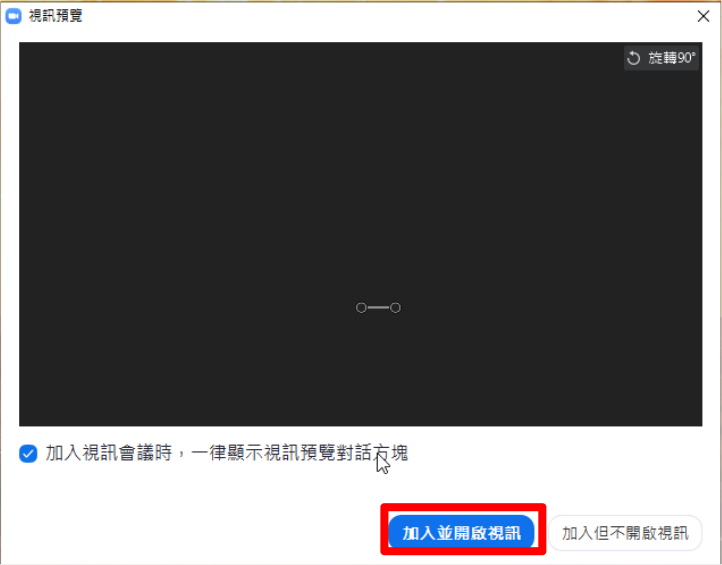 視訊預覽
旋轉90°
加入視訊會議時，一律顯示視訊預覽對話方塊
加入並開啟視訊
加入但不開啟視訊